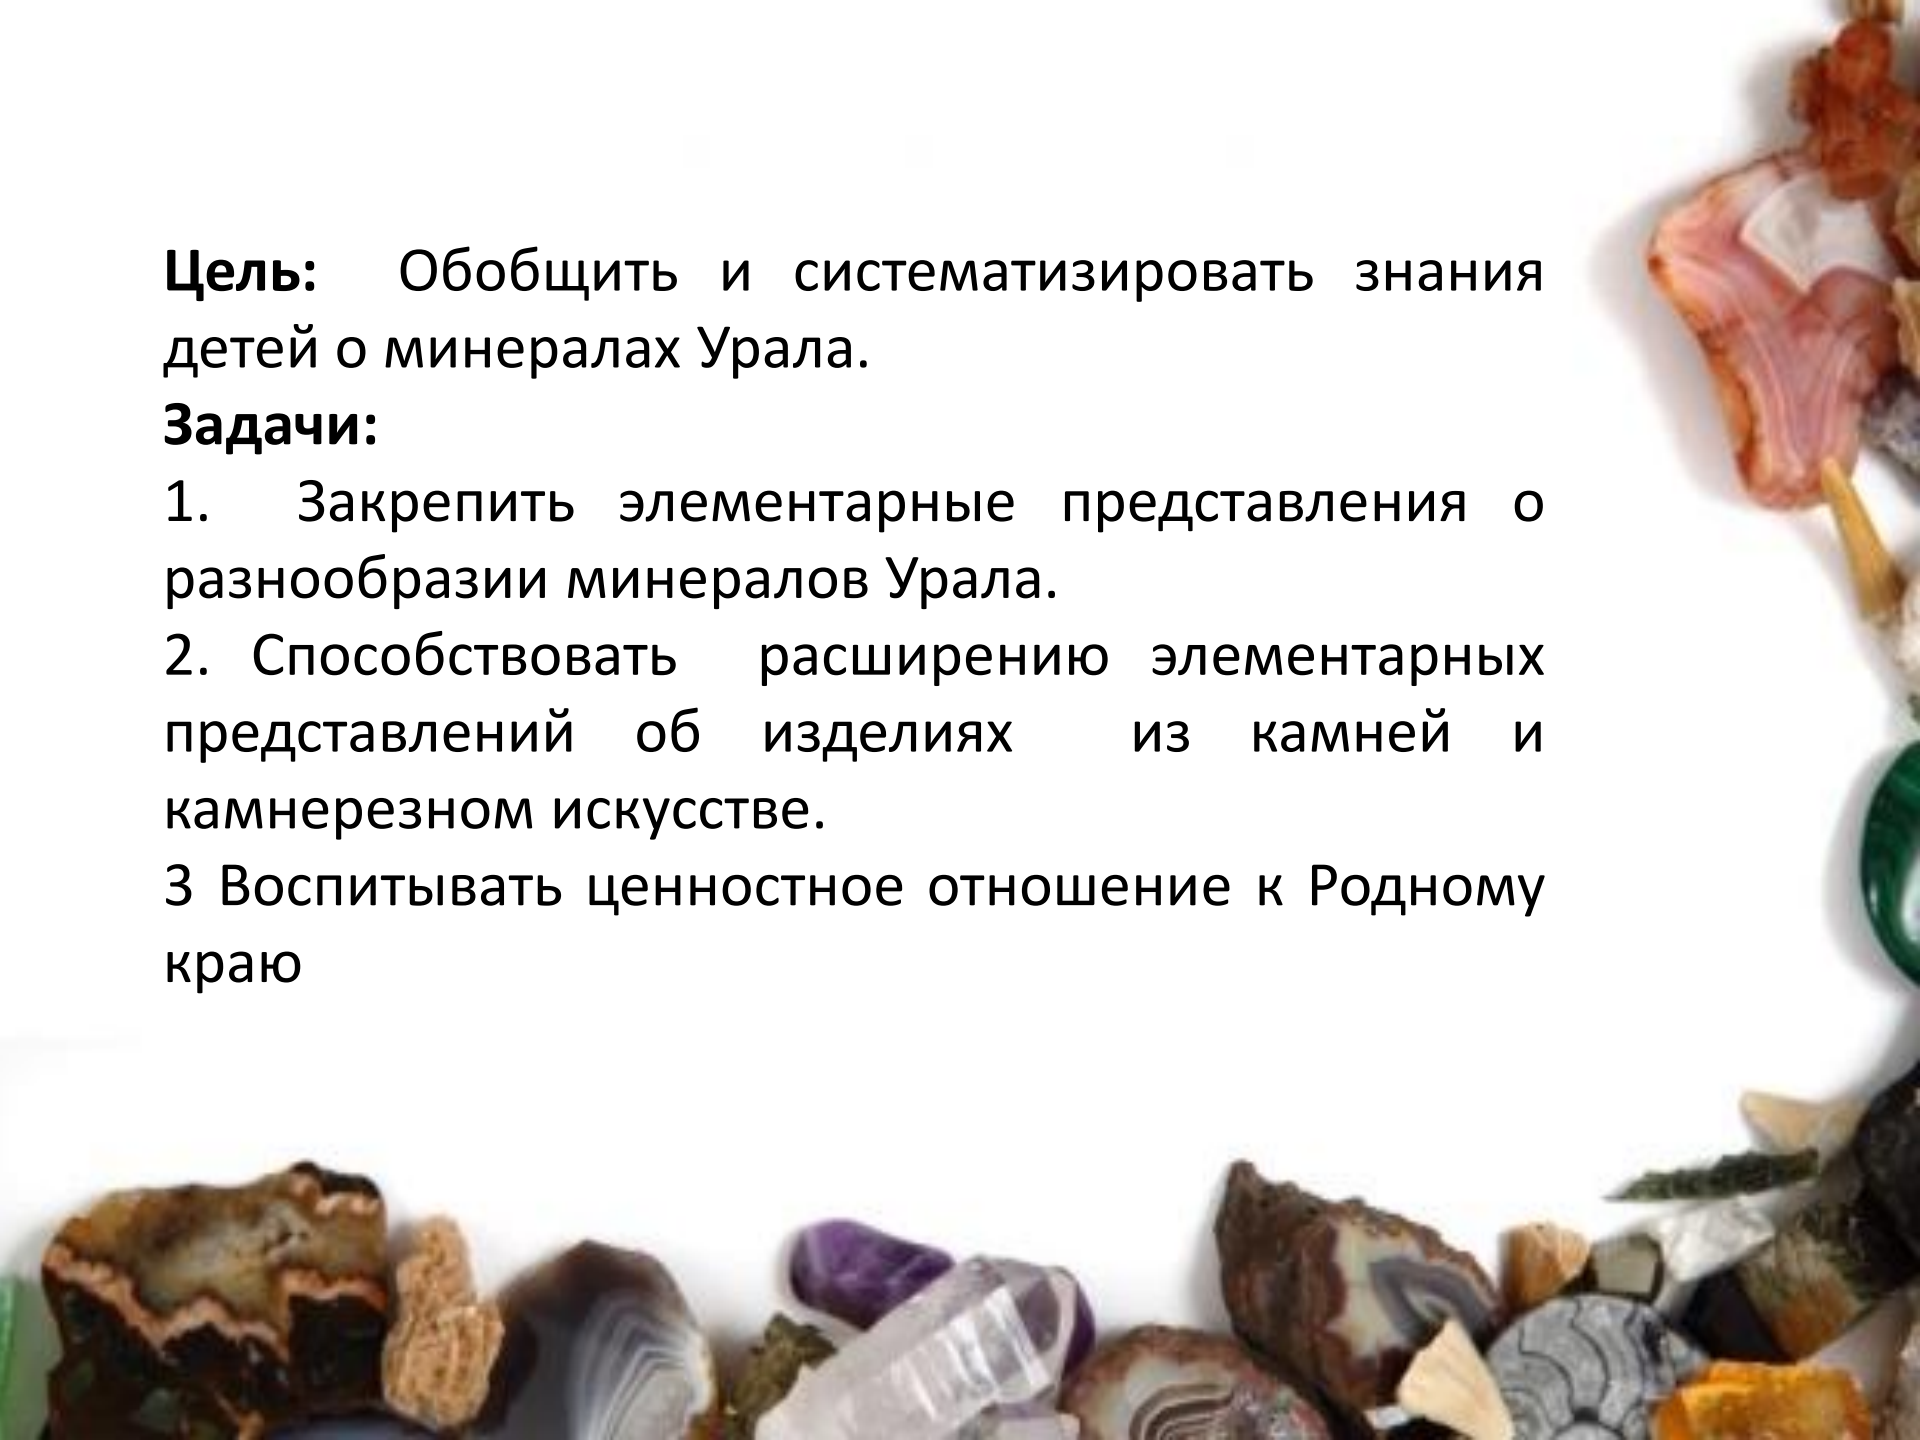 Цель: Обобщить и систематизировать знания
детей о минералах Урала.
Задачи:
1. Закрепить элементарные представления о
разнообразии минералов Урала.
2. Способствовать расширению элементарных
представлений об изделиях из камней и
камнерезном искусстве.
3 Воспитывать ценностное отношение к Родному
краю